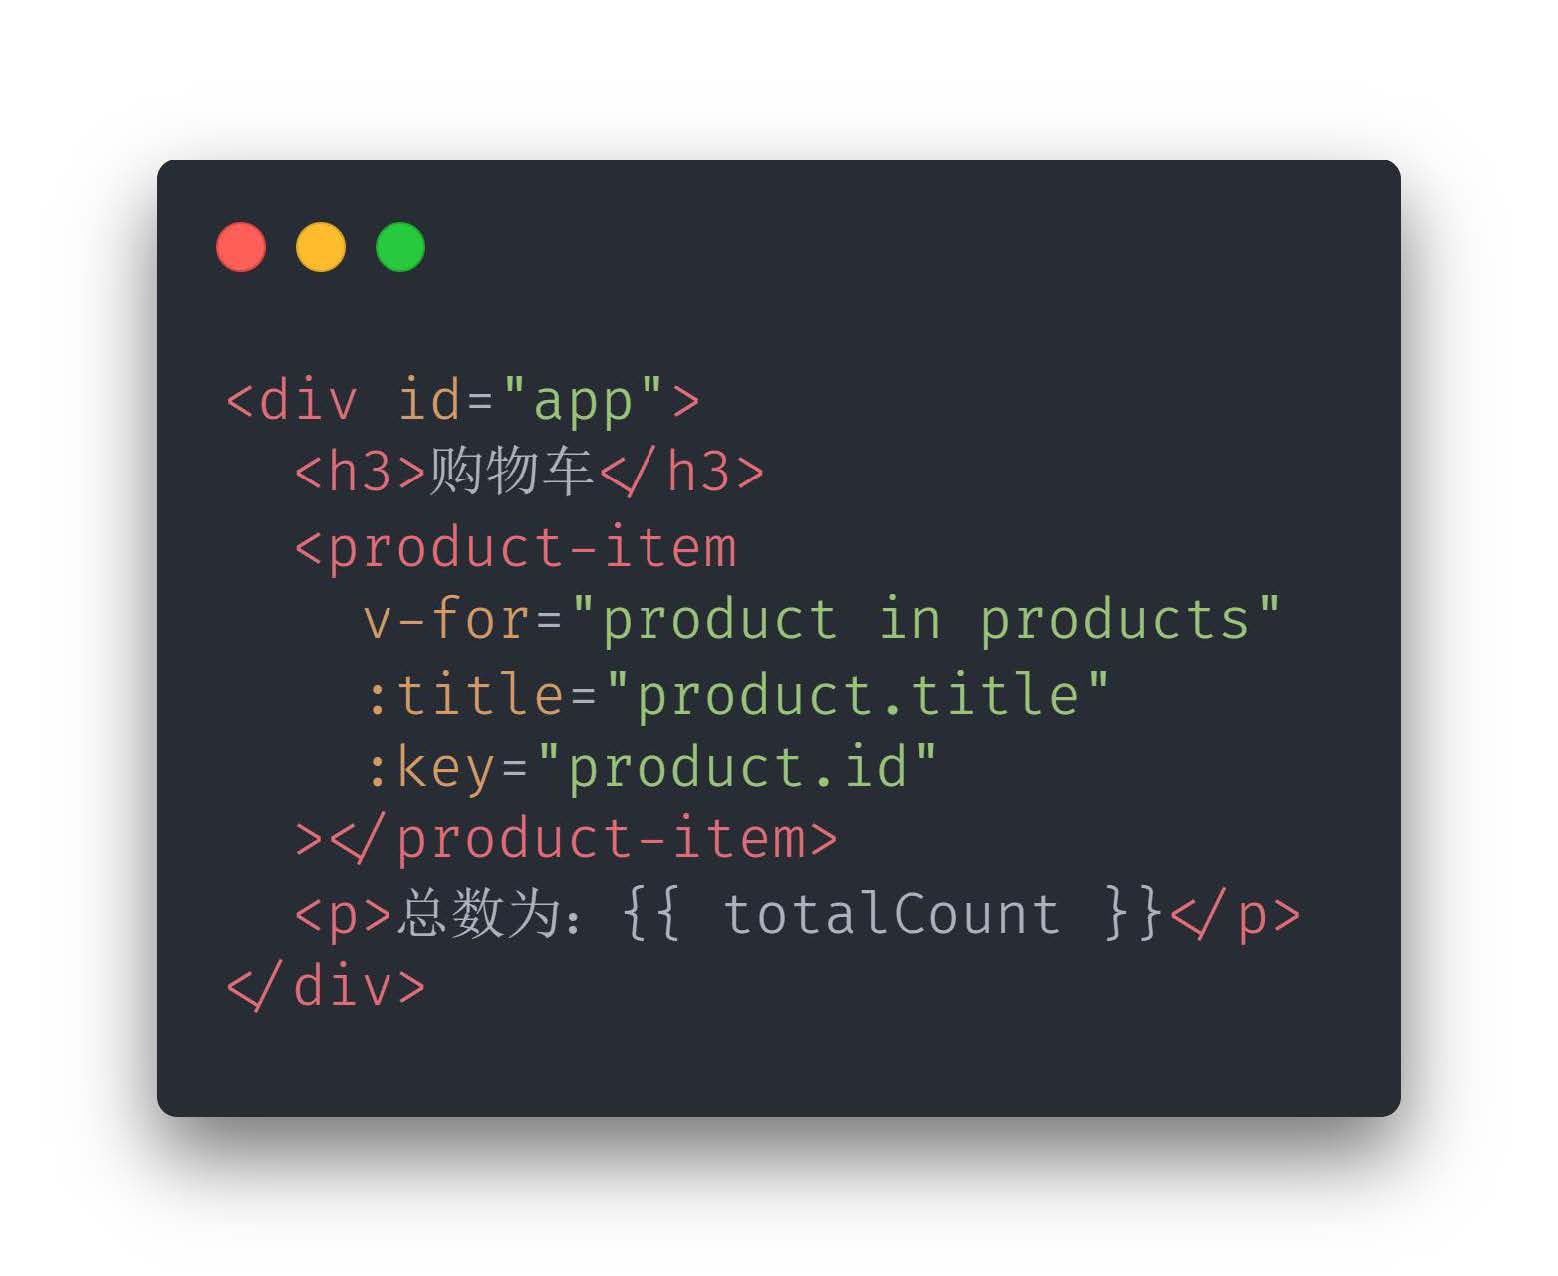 <div id="app">
  <h3>购物车</h3>
  <product-item
    v-for="product in products"
    :title="product.title"
    :key="product.id"
  ></product-item>
  <p>总数为：{{ totalCount }}</p>
</div>